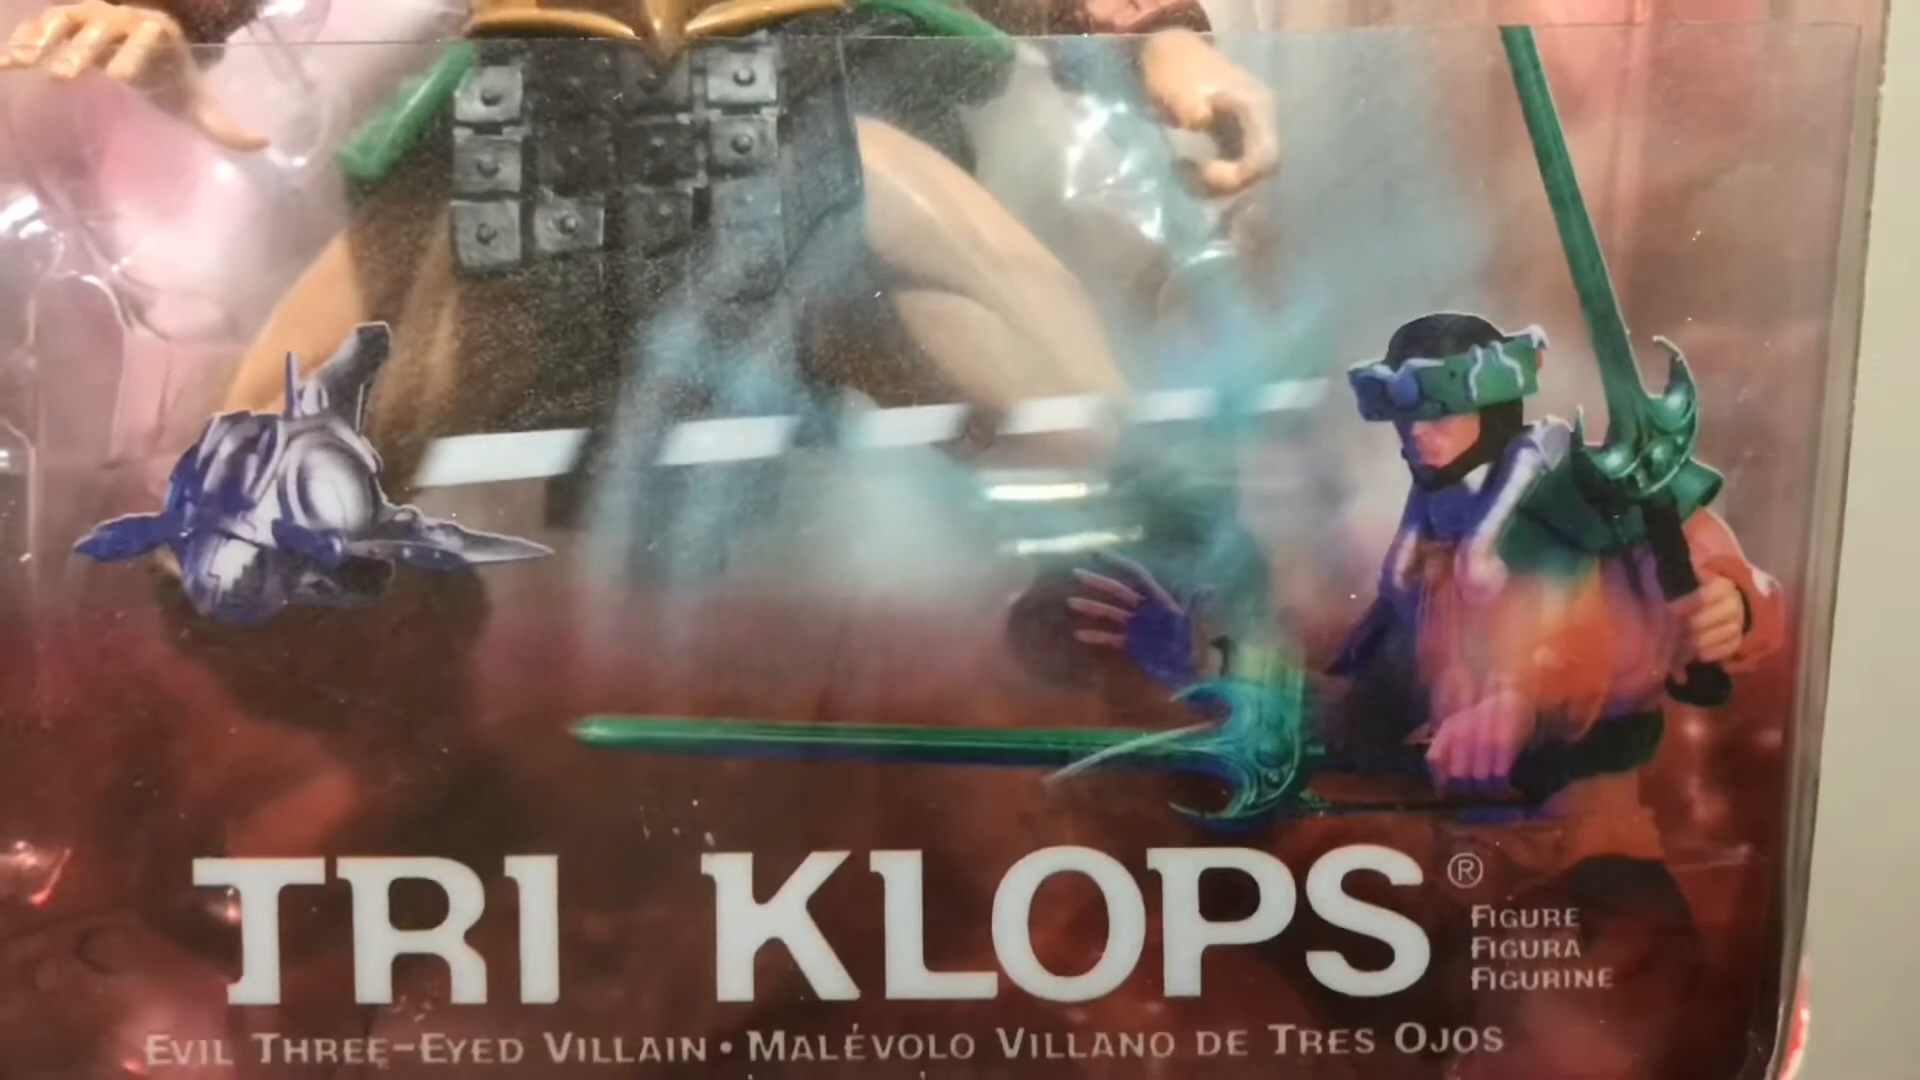 TRI KLOPS®
FIGURE
FIGURA
FIGURINE
EVIL THREE-EYED VILLAIN • MALÉVOLO VILLANO DE TRES OJOS